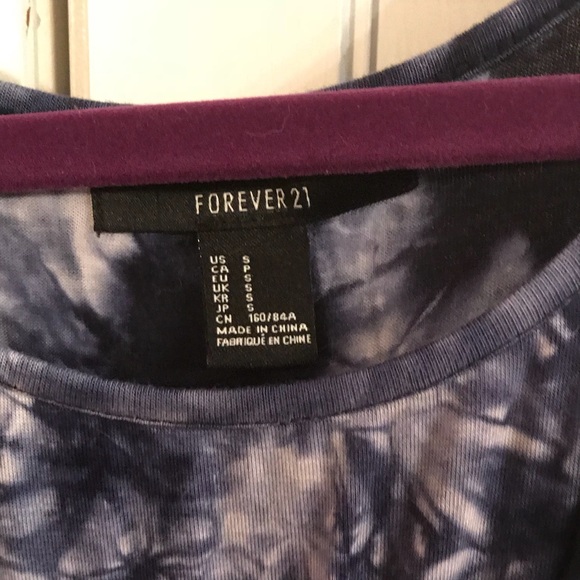 FOREVER 21
US S
CA P
EU S
UK S
KR S
JP S
CN 160/84A
MADE IN CHINA
FABRIQUÉ EN CHINE